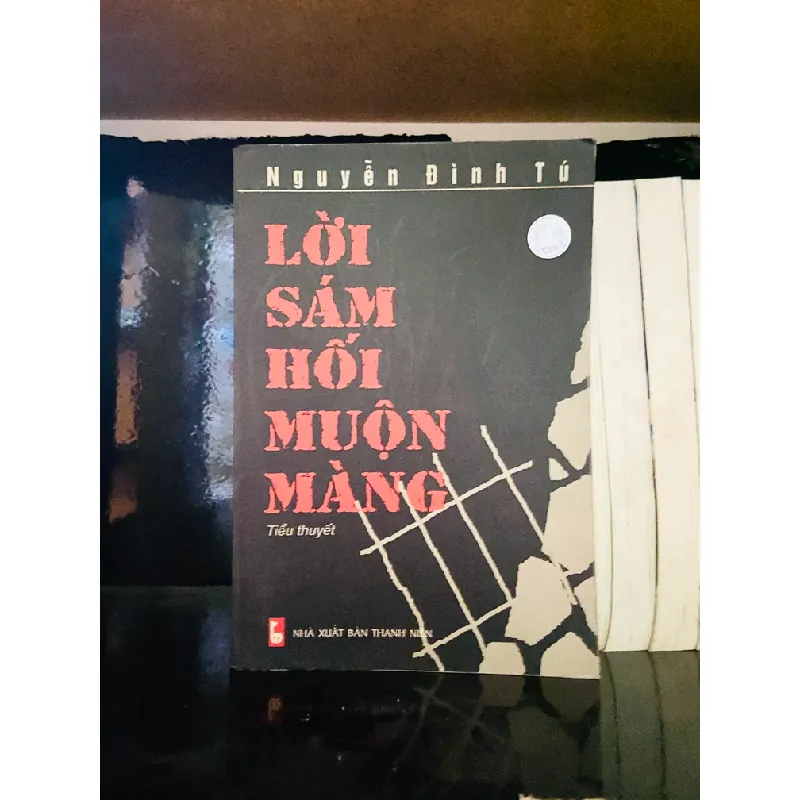 Nguyễn Đình Tú
LỜI
SÁM
HỐI
MUỘN
MÀNG
Tiểu thuyết
NHÀ XUẤT BẢN THANH NIÊN